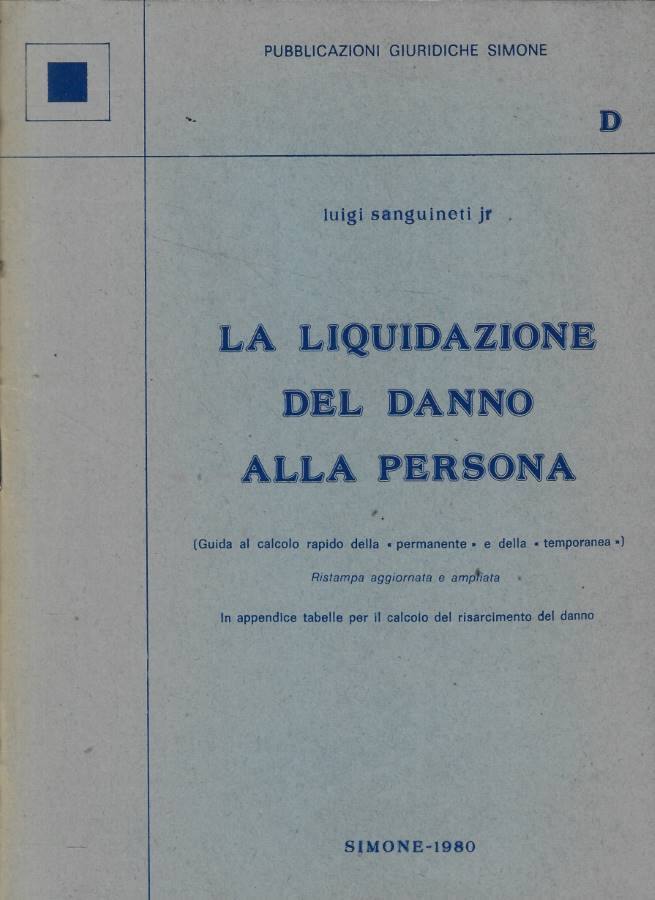 PUBBLICAZIONI GIURIDICHE SIMONE
D
luigi sanguineti jr
LA LIQUIDAZIONE
DEL DANNO
ALLA PERSONA
(Guida al calcolo rapido della « permanente » e della « temporanea »)
Ristampa aggiornata e ampliata
In appendice tabelle per il calcolo del risarcimento del danno
SIMONE-1980